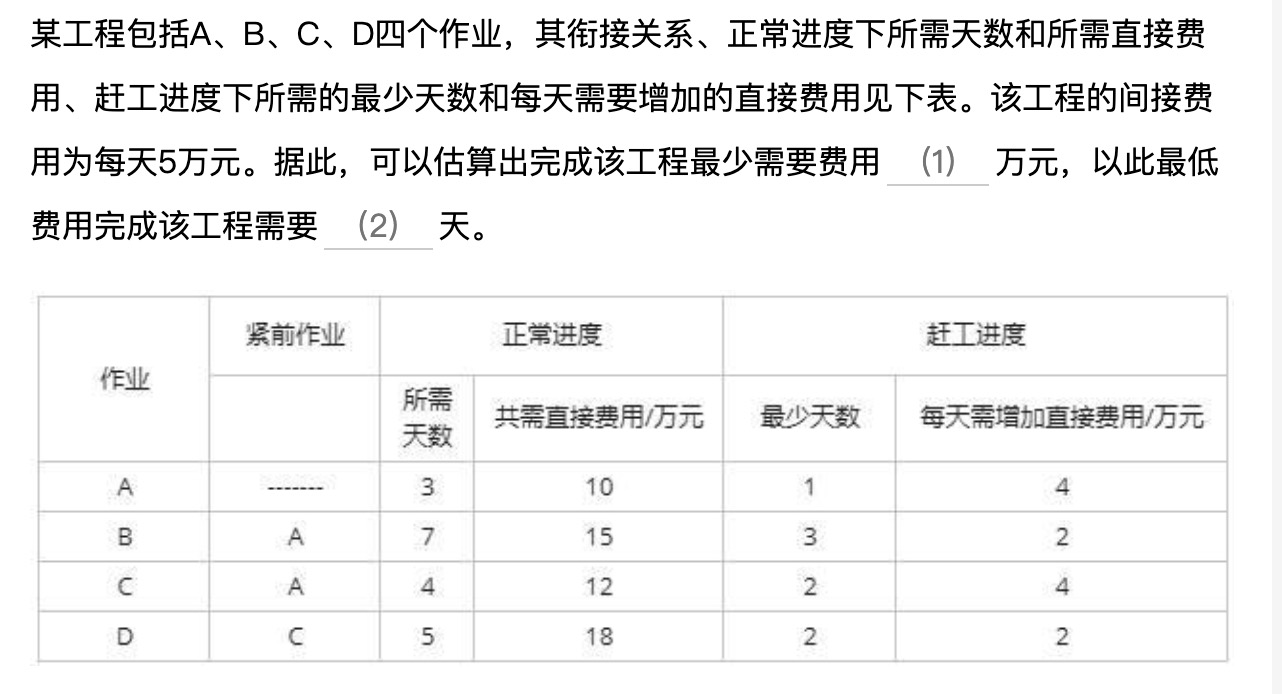 某工程包括A、B、C、D四个作业，其衔接关系、正常进度下所需天数和所需直接费
用、赶工进度下所需的最少天数和每天需要增加的直接费用见下表。该工程的间接费
用为每天5万元。据此，可以估算出完成该工程最少需要费用 (1) 万元，以此最低
费用完成该工程需要 (2) 天。
作业 紧前作业 正常进度 赶工进度
所需天数 共需直接费用/万元 最少天数 每天需增加直接费用/万元
A ------- 3 10 1 4
B A 7 15 3 2
C A 4 12 2 4
D C 5 18 2 2